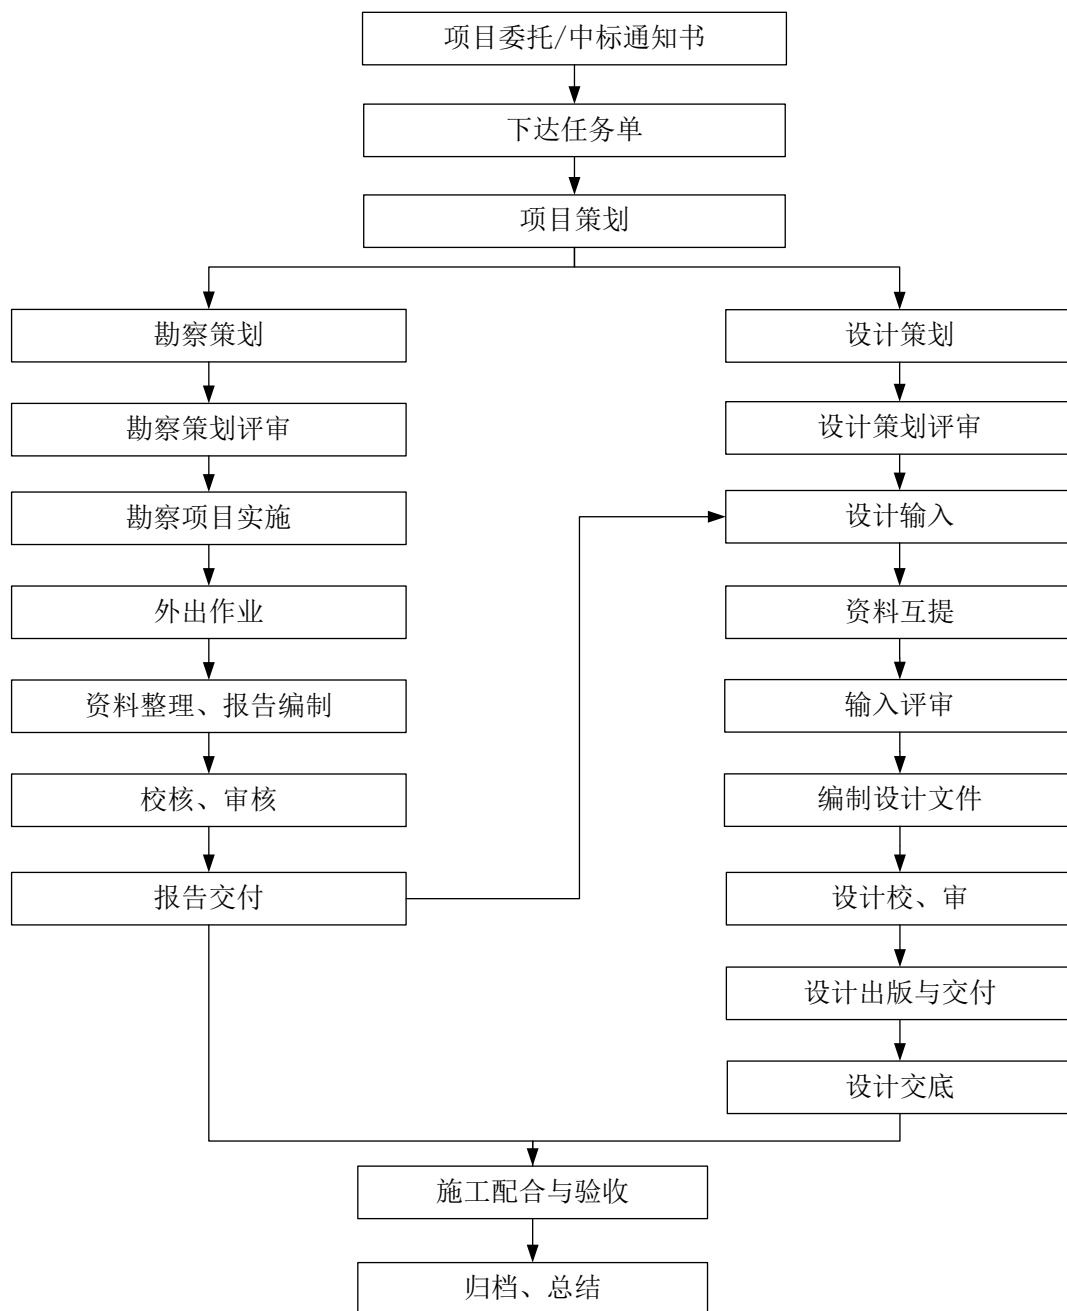 项目委托/中标通知书
下达任务单
项目策划
勘察策划
勘察策划评审
勘察项目实施
外出作业
资料整理、报告编制
校核、审核
报告交付
设计策划
设计策划评审
设计输入
资料互提
输入评审
编制设计文件
设计校、审
设计出版与交付
设计交底
施工配合与验收
归档、总结